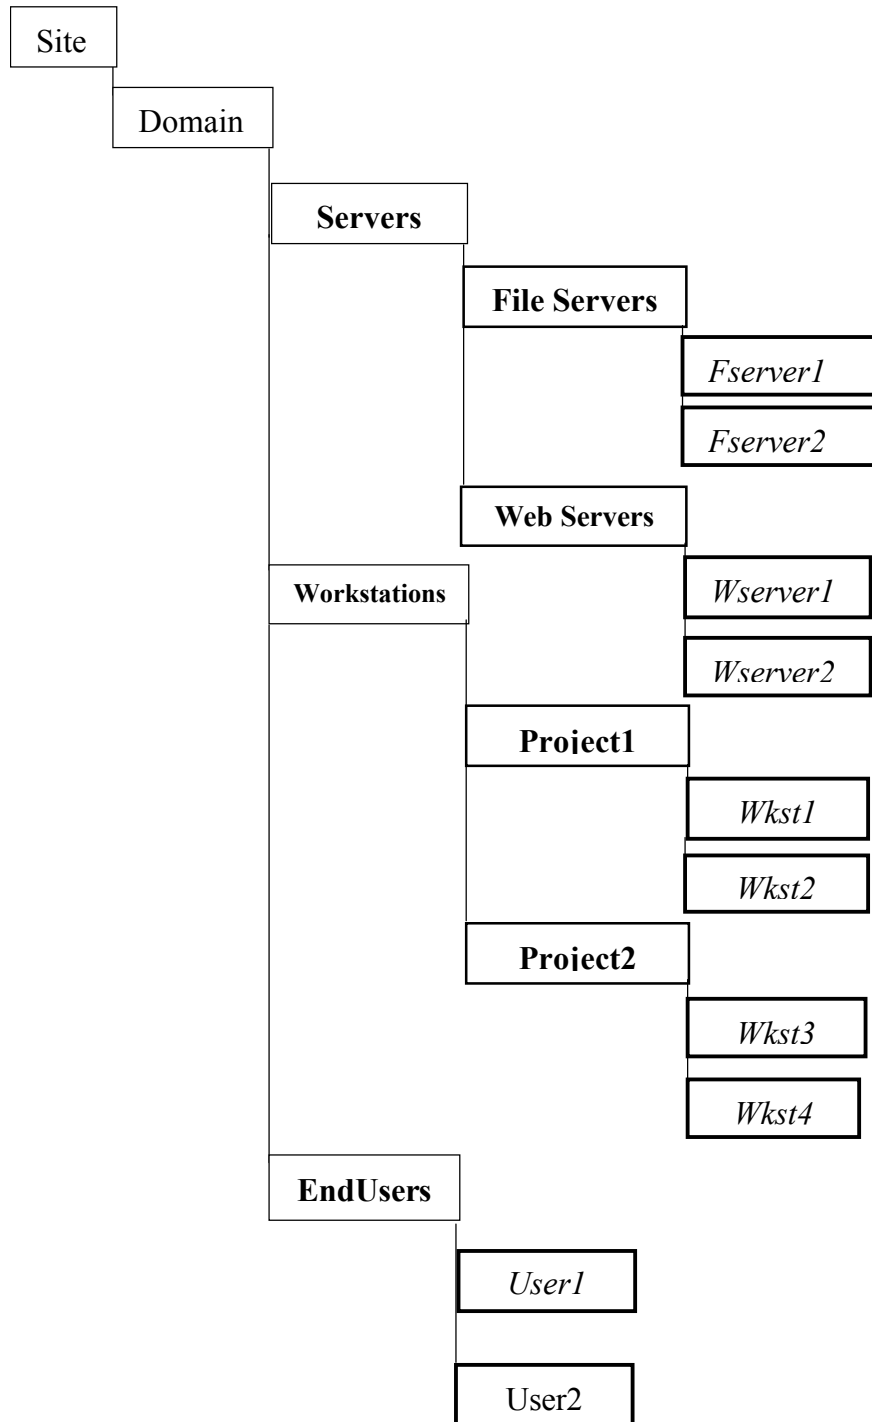 Site
Domain
Servers
File Servers
Fserver1
Fserver2
Web Servers
Workstations
Wserver1
Wserver2
Project1
Wkst1
Wkst2
Project2
Wkst3
Wkst4
EndUsers
User1
User2